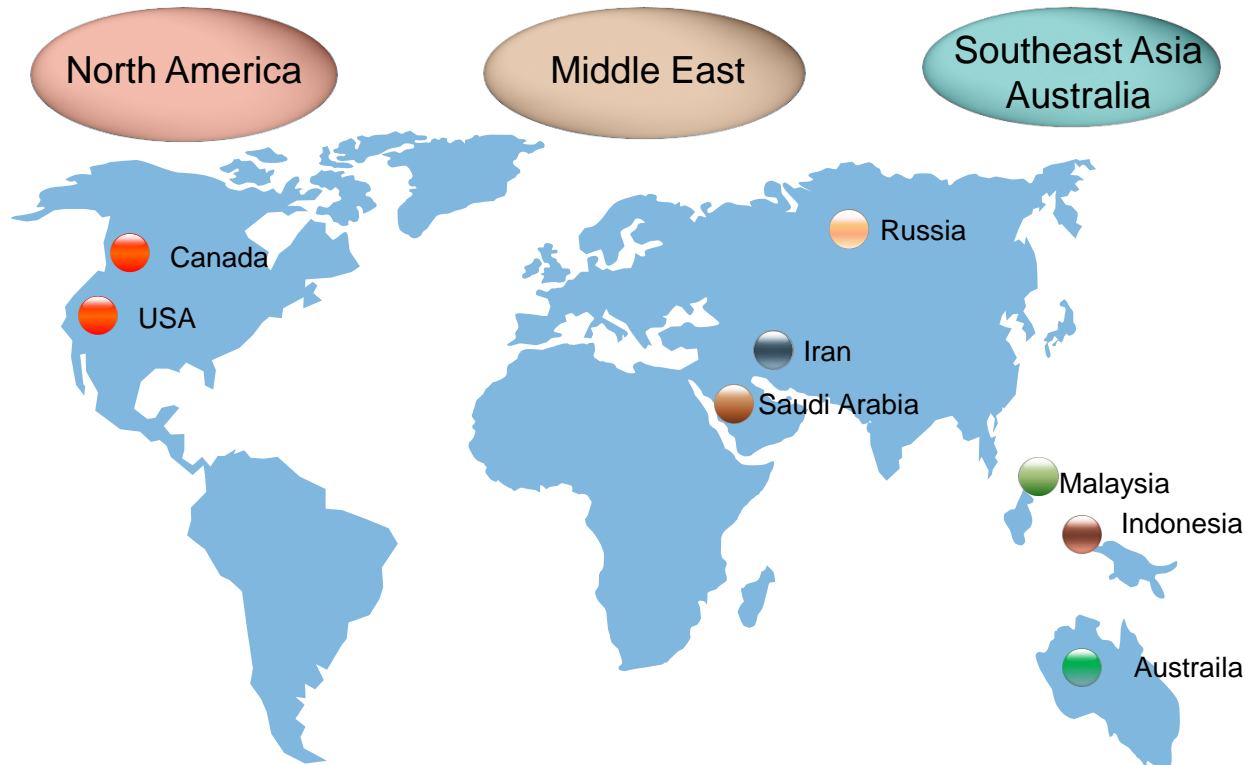 North America
Middle East
Southeast Asia
Australia
Russia
Canada
USA
Iran
Saudi Arabia
Malaysia
Indonesia
Austraila